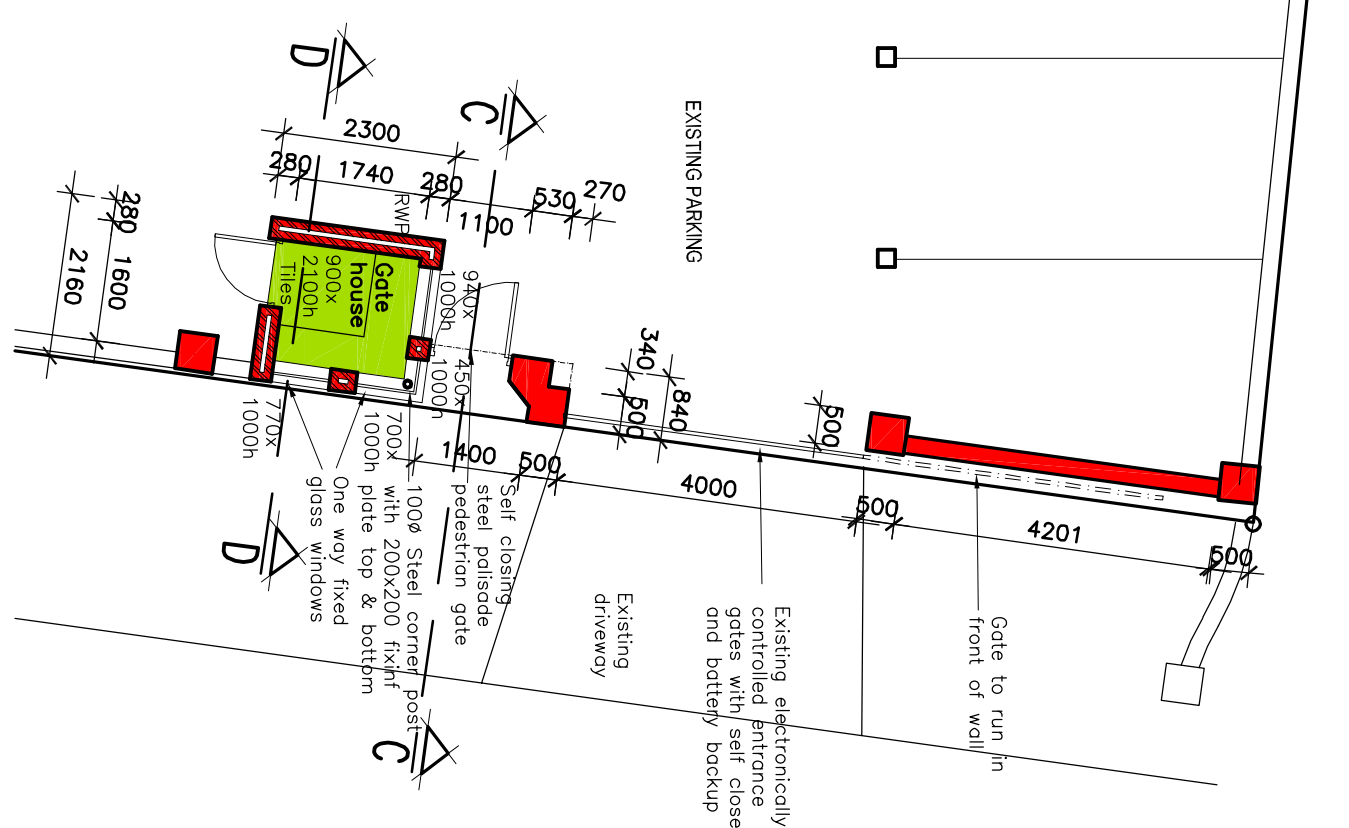 D
C
2300
280
1740
280
1100
530
270
RWP
EXISTING PARKING
280
1600
2160
Gate
house
900x
2100h
Tiles
940x
1000h
450x
1000h
770x
1000h
700x
1000h
340
500
840
500
1400
500
4000
500
4201
500
One way fixed
glass windows
100ø Steel corner post
with 200x200 fixinf
plate top & bottom
Self closing
steel palisade
pedestrian gate
Existing
driveway
Existing electronically
controlled entrance
gates with self close
and battery backup
Gate to run in
front of wall
D
C